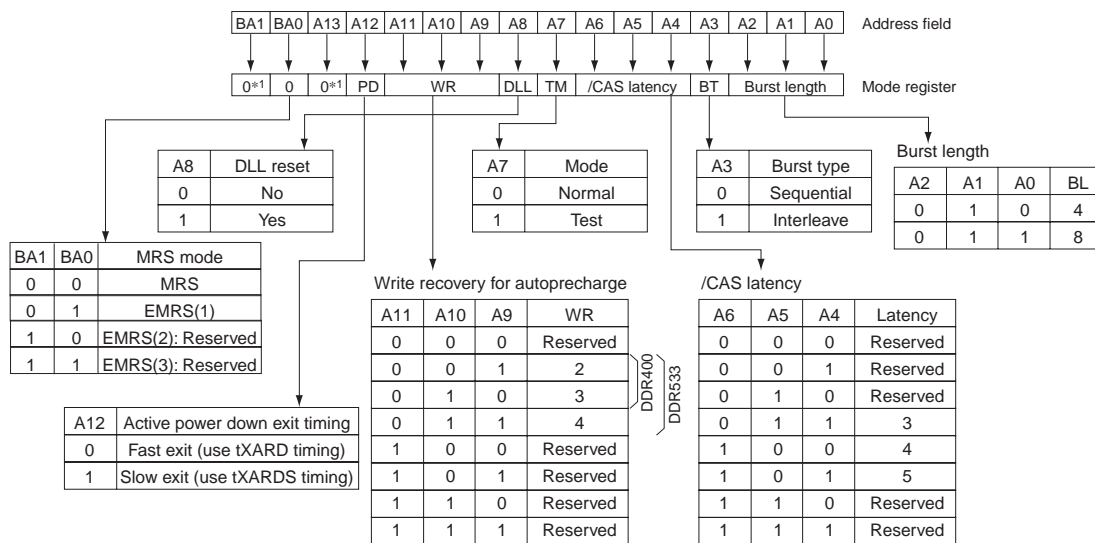 BA1 BA0 A13 A12 A11 A10 A9 A8 A7 A6 A5 A4 A3 A2 A1 A0 Address field
0*1 0 0*1 PD WR DLL TM /CAS latency BT Burst length Mode register
A8 DLL reset
0 No
1 Yes
A7 Mode
0 Normal
1 Test
A3 Burst type
0 Sequential
1 Interleave
Burst length
A2 A1 A0 BL
0 1 0 4
0 1 1 8
BA1 BA0 MRS mode
0 0 MRS
0 1 EMRS(1)
1 0 EMRS(2): Reserved
1 1 EMRS(3): Reserved
A12 Active power down exit timing
0 Fast exit (use tXARD timing)
1 Slow exit (use tXARDS timing)
Write recovery for autoprecharge
A11 A10 A9 WR
0 0 0 Reserved
0 0 1 2
0 1 0 3
0 1 1 4
1 0 0 Reserved
1 0 1 Reserved
1 1 0 Reserved
1 1 1 Reserved
DDR400
DDR533
/CAS latency
A6 A5 A4 Latency
0 0 0 Reserved
0 0 1 Reserved
0 1 0 Reserved
0 1 1 3
1 0 0 4
1 0 1 5
1 1 0 Reserved
1 1 1 Reserved